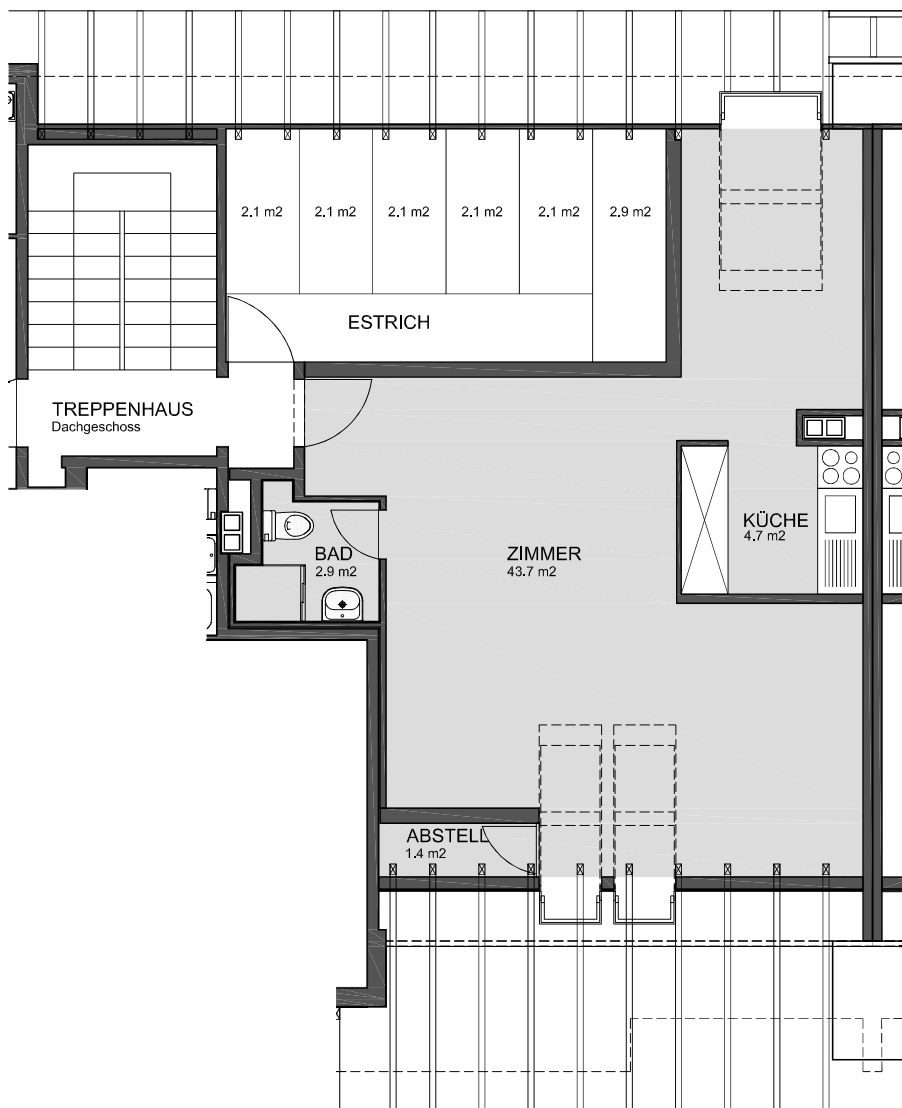 2.1 m2 2.1 m2 2.1 m2 2.1 m2 2.1 m2 2.9 m2
ESTRICH
TREPPENHAUS
Dachgeschoss
KÜCHE
4.7 m2
BAD
2.9 m2
ZIMMER
43.7 m2
ABSTELL
1.4 m2